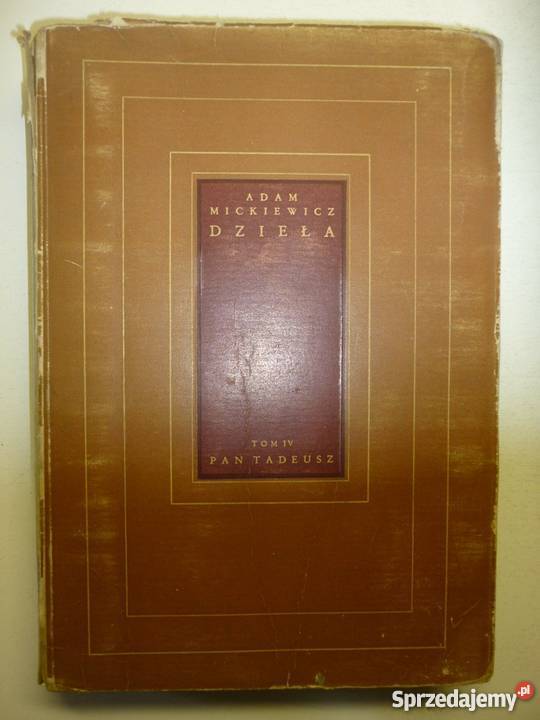 ADAM
MICKIEWICZ
DZIEŁA
TOM IV
PAN TADEUSZ
Sprzedajemy.pl